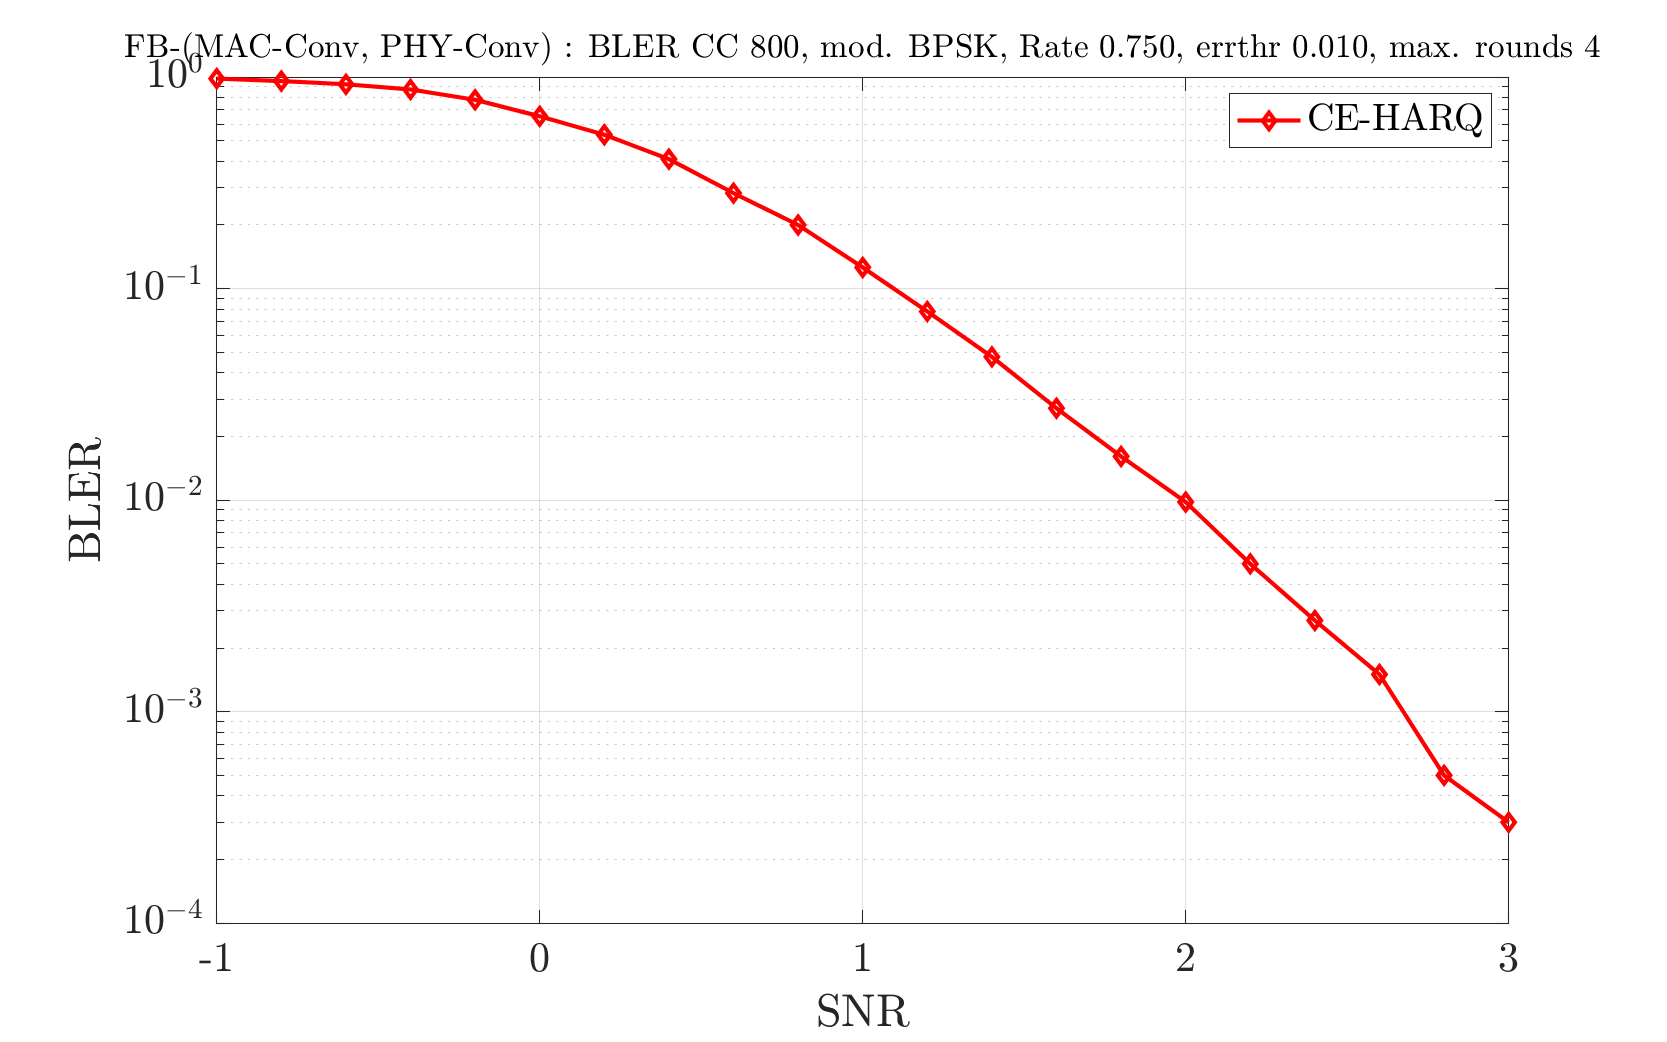 FB-(MAC-Conv, PHY-Conv) : BLER CC 800, mod. BPSK, Rate 0.750, errthr 0.010, max. rounds 4
10^0
CE-HARQ
10^{-1}
10^{-2}
BLER
10^{-3}
10^{-4}
-1 0 1 2 3
SNR